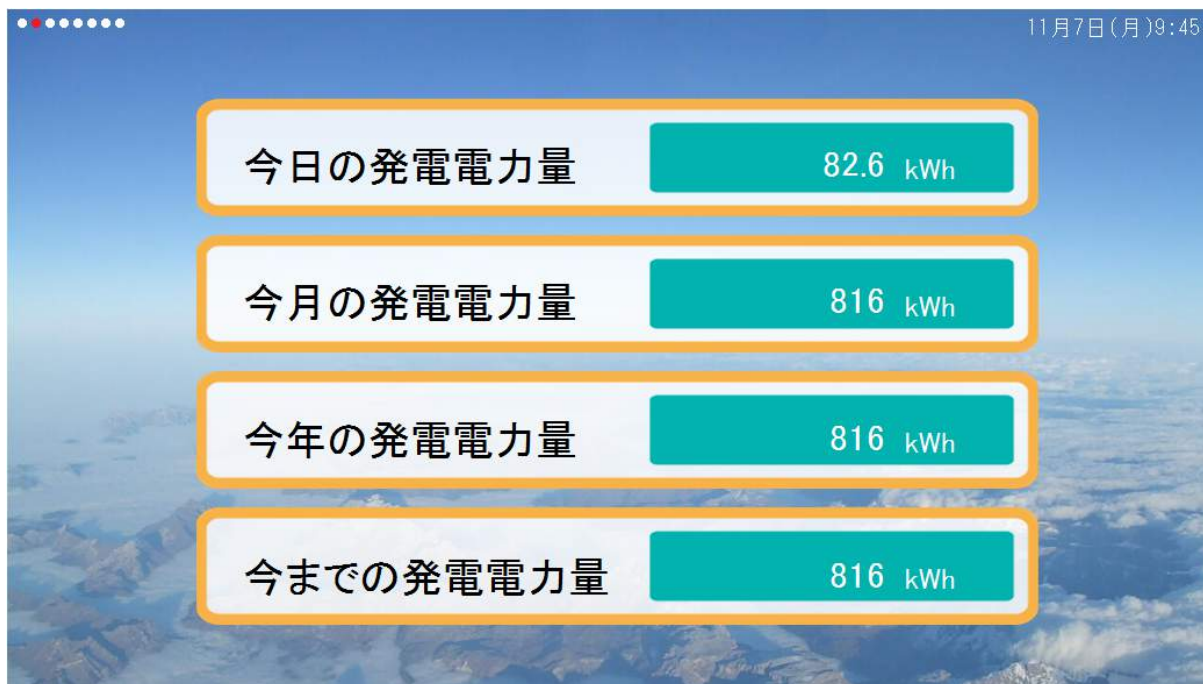 11月7日(月)9:45
今日の発電電力量 82.6 kWh
今月の発電電力量 816 kWh
今年の発電電力量 816 kWh
今までの発電電力量 816 kWh